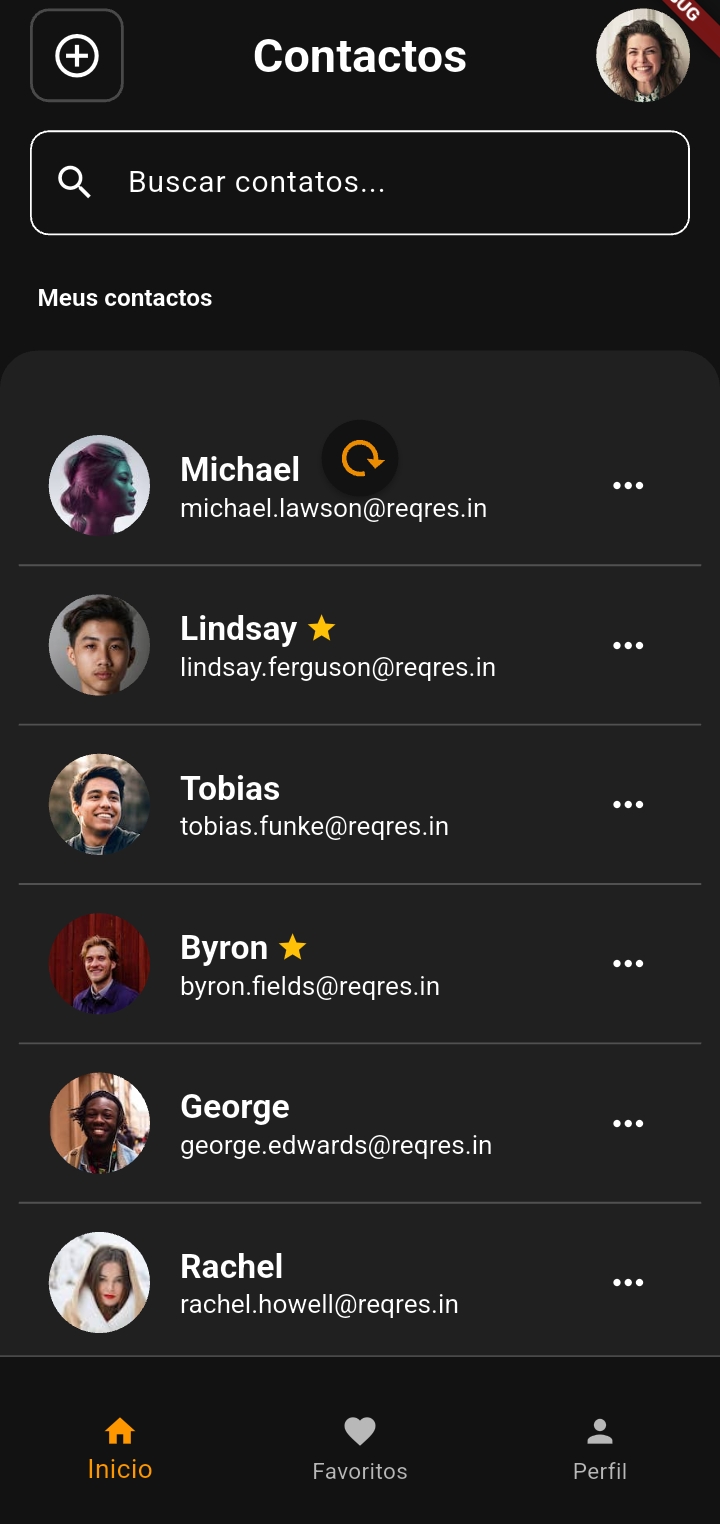 Contactos
Buscar contatos...
Meus contactos
Michael
michael.lawson@reqres.in
Lindsay
lindsay.ferguson@reqres.in
Tobias
tobias.funke@reqres.in
Byron
byron.fields@reqres.in
George
george.edwards@reqres.in
Rachel
rachel.howell@reqres.in
Inicio
Favoritos
Perfil